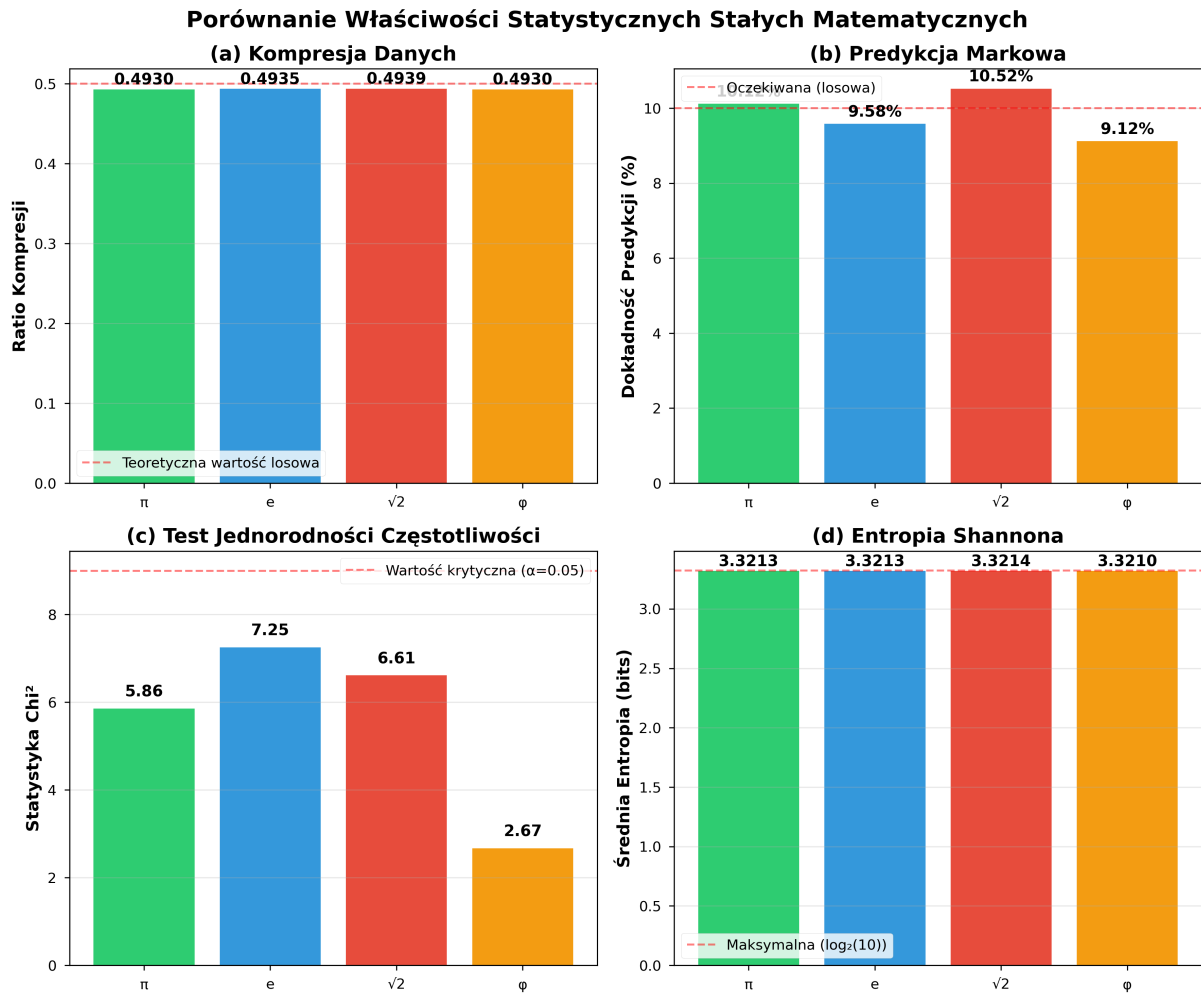 Porównanie Właściwości Statystycznych Stałych Matematycznych
(a) Kompresja Danych
0.4930 0.4935 0.4939 0.4930
0.5
0.4
0.3
0.2
0.1
0.0
Ratio Kompresji
Teoretyczna wartość losowa
π e √2 φ
(b) Predykcja Markowa
10.12% 9.58% 10.52% 9.12%
Oczekiwana (losowa)
10
8
6
4
2
0
Dokładność Predykcji (%)
π e √2 φ
(c) Test Jednorodności Częstotliwości
Wartość krytyczna (α=0.05)
5.86 7.25 6.61 2.67
8
6
4
2
0
Statystyka Chi²
π e √2 φ
(d) Entropia Shannona
3.3213 3.3213 3.3214 3.3210
3.0
2.5
2.0
1.5
1.0
0.5
0.0
Średnia Entropia (bits)
Maksymalna (log₂(10))
π e √2 φ